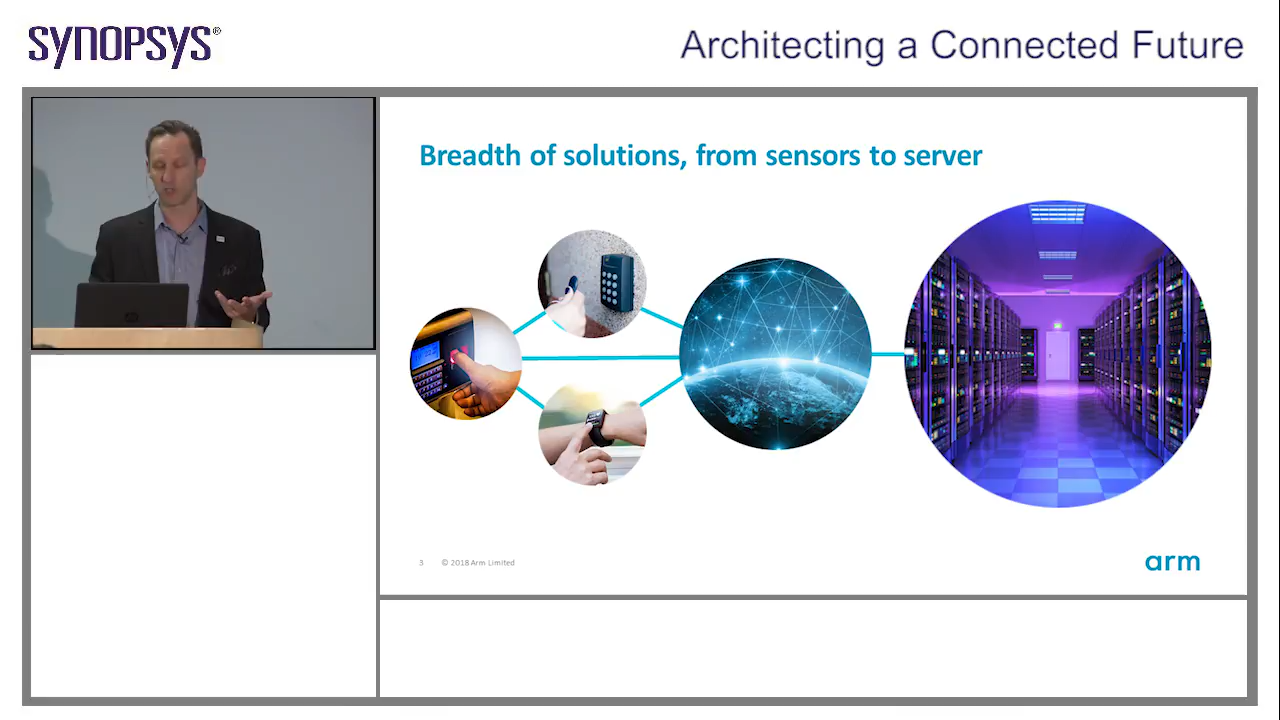 SYNOPSYS®
Architecting a Connected Future
Breadth of solutions, from sensors to server
3 © 2018 Arm Limited
arm